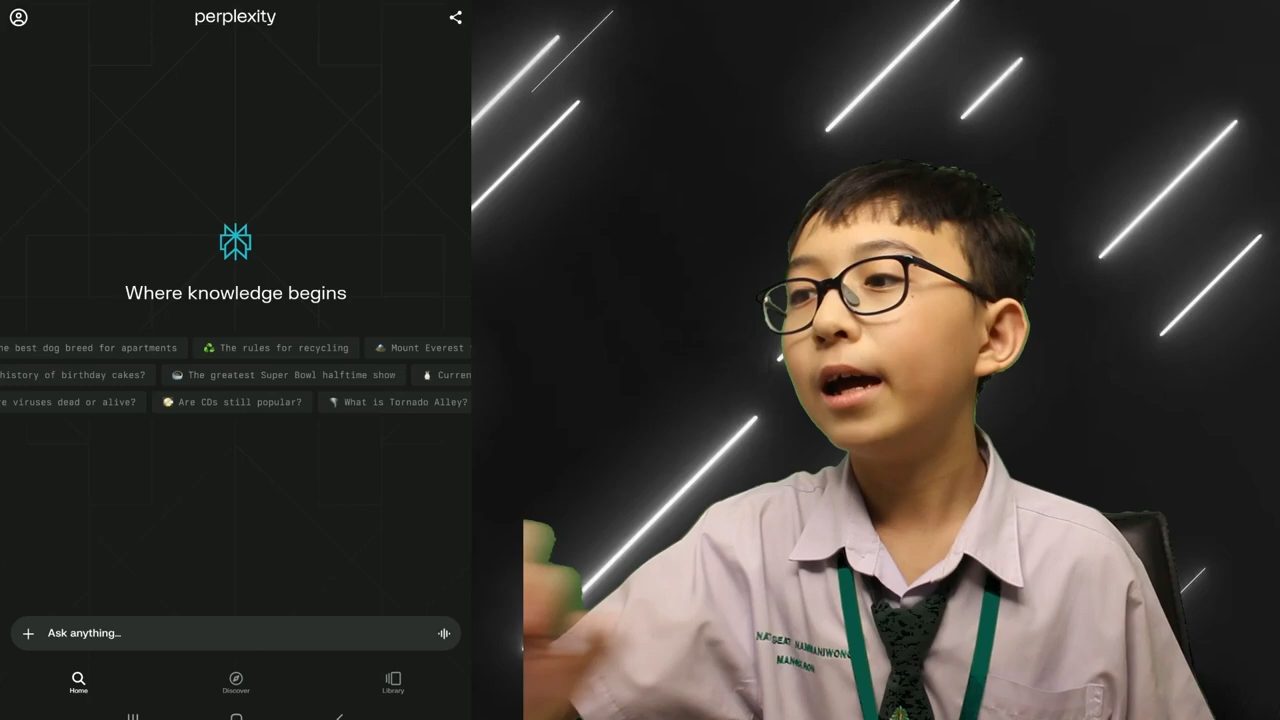 perplexity
Where knowledge begins
he best dog breed for apartments
The rules for recycling
Mount Everest
history of birthday cakes?
The greatest Super Bowl halftime show
Curren
e viruses dead or alive?
Are CDs still popular?
What is Tornado Alley?
Ask anything...
Home
Discover
Library